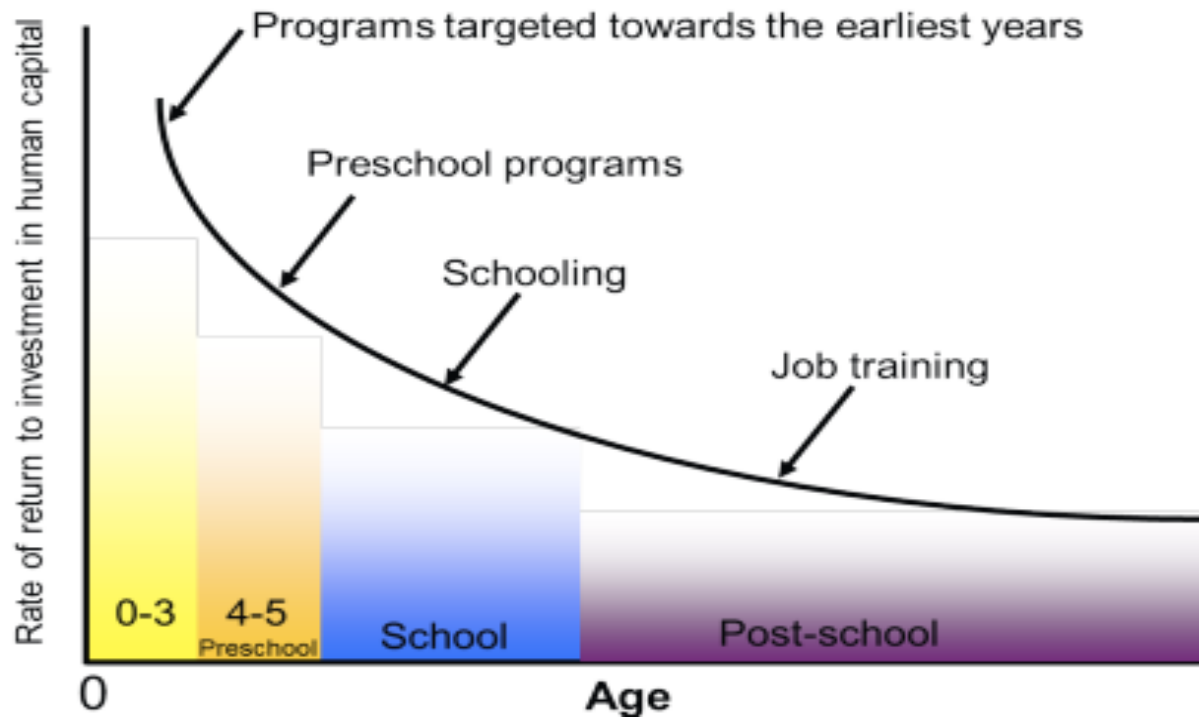 Rate of return to investment in human capital
Programs targeted towards the earliest years
Preschool programs
Schooling
Job training
0-3
4-5
Preschool
School
Post-school
0
Age